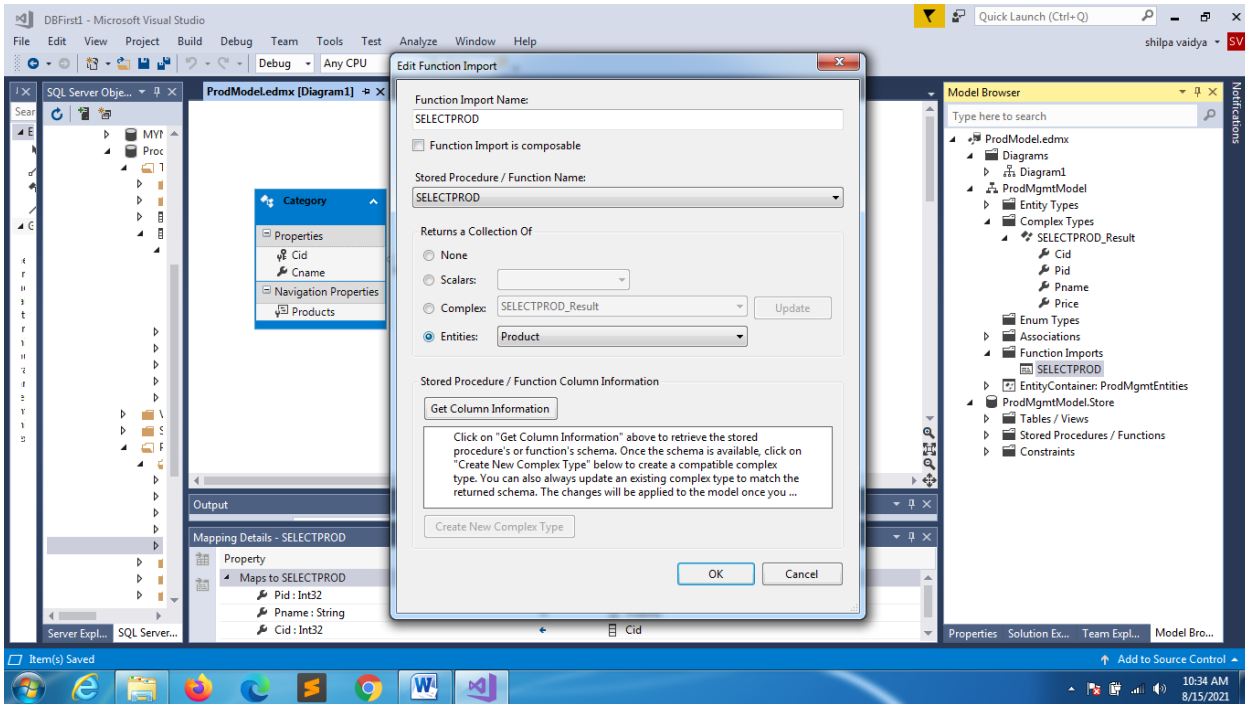 DBFirst1 - Microsoft Visual Studio
Quick Launch (Ctrl+Q)
File Edit View Project Build Debug Team Tools Test Analyze Window Help
shilpa vaidya SV
Debug Any CPU
SQL Server Obje...
Sear
MYN
Proc
ProdModel.edmx [Diagram1]
Category
Properties
Cid
Cname
Navigation Properties
Products
Edit Function Import
Function Import Name:
SELECTPROD
Function Import is composable
Stored Procedure / Function Name:
SELECTPROD
Returns a Collection Of
None
Scalars:
Complex: SELECTPROD_Result Update
Entities: Product
Stored Procedure / Function Column Information
Get Column Information
Click on "Get Column Information" above to retrieve the stored
procedure's or function's schema. Once the schema is available, click on
"Create New Complex Type" below to create a compatible complex
type. You can also always update an existing complex type to match the
returned schema. The changes will be applied to the model once you ...
Create New Complex Type
OK Cancel
Output
Mapping Details - SELECTPROD
Property
Maps to SELECTPROD
Pid : Int32
Pname : String
Cid : Int32 Cid
Model Browser
Type here to search
ProdModel.edmx
Diagrams
Diagram1
ProdMgmtModel
Entity Types
Complex Types
SELECTPROD_Result
Cid
Pid
Pname
Price
Enum Types
Associations
Function Imports
SELECTPROD
EntityContainer: ProdMgmtEntities
ProdMgmtModel.Store
Tables / Views
Stored Procedures / Functions
Constraints
Notifications
Server Expl... SQL Server...
Properties Solution Ex... Team Expl... Model Bro...
Item(s) Saved
Add to Source Control
10:34 AM
8/15/2021